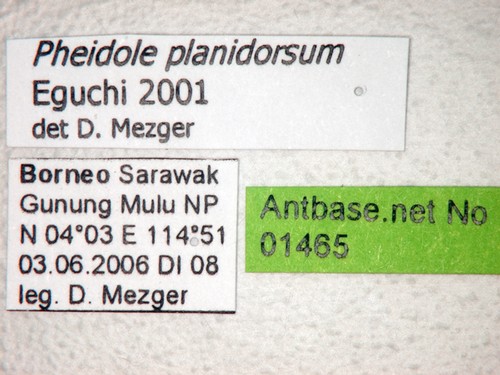 Pheidole planidorsum
Eguchi 2001
det D. Mezger
Borneo Sarawak
Gunung Mulu NP
N 04°03 E 114°51
03.06.2006 DI 08
leg. D. Mezger
Antbase.net No
01465